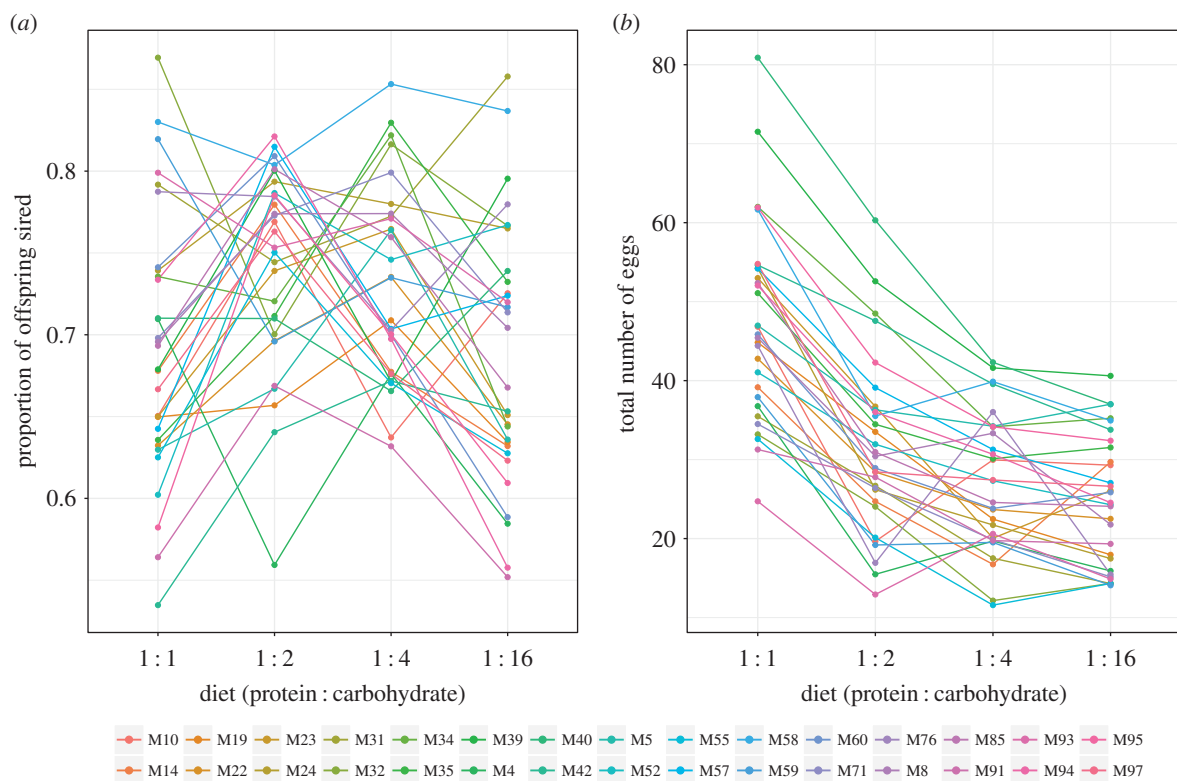 (a)
(b)
proportion of offspring sired
0.8
0.7
0.6
1 : 1
1 : 2
1 : 4
1 : 16
diet (protein : carbohydrate)
total number of eggs
80
60
40
20
1 : 1
1 : 2
1 : 4
1 : 16
diet (protein : carbohydrate)
M10 M19 M23 M31 M34 M39 M40 M5 M55 M58 M60 M76 M85 M93 M95
M14 M22 M24 M32 M35 M4 M42 M52 M57 M59 M71 M8 M91 M94 M97